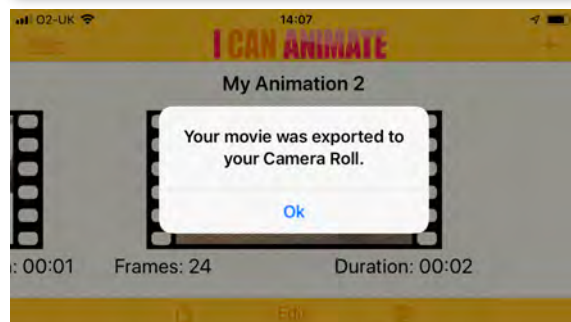 O2-UK 14:07
I CAN ANIMATE
My Animation 2
Your movie was exported to
your Camera Roll.
Ok
: 00:01 Frames: 24 Duration: 00:02
Edit